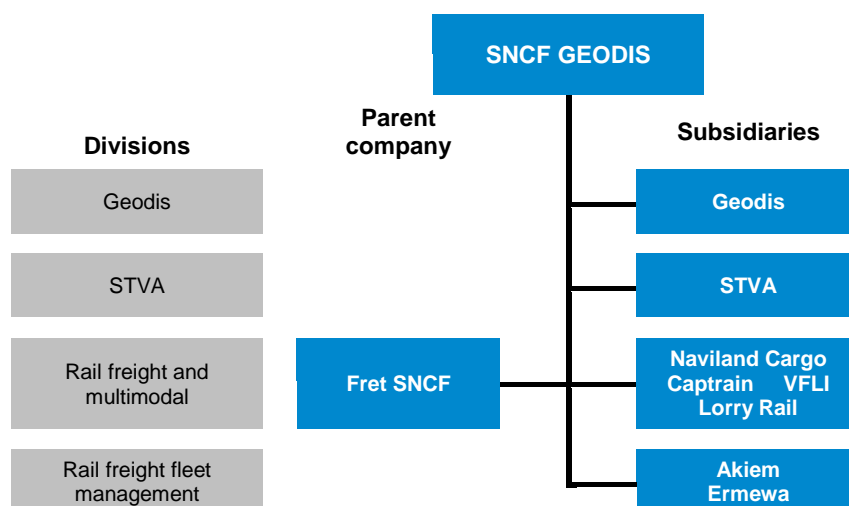 SNCF GEODIS
Parent
company
Divisions
Subsidiaries
Geodis
Geodis
STVA
STVA
Rail freight and
multimodal
Fret SNCF
Naviland Cargo
Captrain VFLI
Lorry Rail
Rail freight fleet
management
Akiem
Ermewa